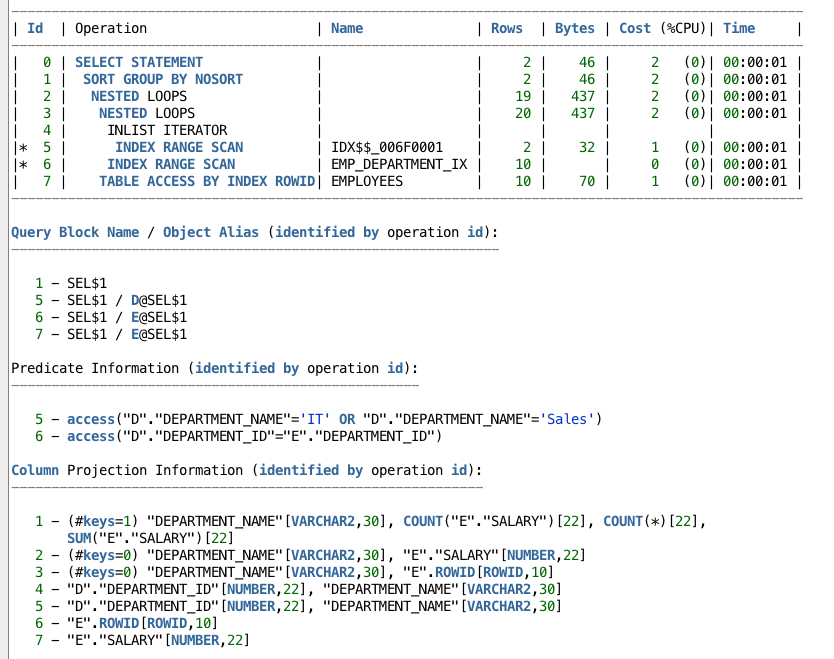 | Id | Operation | Name | Rows | Bytes | Cost (%CPU)| Time |
| 0 | SELECT STATEMENT | | 2 | 46 | 2 (0)| 00:00:01 |
| 1 | SORT GROUP BY NOSORT | | 2 | 46 | 2 (0)| 00:00:01 |
| 2 | NESTED LOOPS | | 19 | 437 | 2 (0)| 00:00:01 |
| 3 | NESTED LOOPS | | 20 | 437 | 2 (0)| 00:00:01 |
| 4 | INLIST ITERATOR | | | | | |
|* 5 | INDEX RANGE SCAN | IDX$$_006F0001 | 2 | 32 | 1 (0)| 00:00:01 |
|* 6 | INDEX RANGE SCAN | EMP_DEPARTMENT_IX | 10 | | 0 (0)| 00:00:01 |
| 7 | TABLE ACCESS BY INDEX ROWID| EMPLOYEES | 10 | 70 | 1 (0)| 00:00:01 |
Query Block Name / Object Alias (identified by operation id):
1 - SEL$1
5 - SEL$1 / D@SEL$1
6 - SEL$1 / E@SEL$1
7 - SEL$1 / E@SEL$1
Predicate Information (identified by operation id):
5 - access("D"."DEPARTMENT_NAME"='IT' OR "D"."DEPARTMENT_NAME"='Sales')
6 - access("D"."DEPARTMENT_ID"="E"."DEPARTMENT_ID")
Column Projection Information (identified by operation id):
1 - (#keys=1) "DEPARTMENT_NAME"[VARCHAR2,30], COUNT("E"."SALARY")[22], COUNT(*)[22],
SUM("E"."SALARY")[22]
2 - (#keys=0) "DEPARTMENT_NAME"[VARCHAR2,30], "E"."SALARY"[NUMBER,22]
3 - (#keys=0) "DEPARTMENT_NAME"[VARCHAR2,30], "E".ROWID[ROWID,10]
4 - "D"."DEPARTMENT_ID"[NUMBER,22], "DEPARTMENT_NAME"[VARCHAR2,30]
5 - "D"."DEPARTMENT_ID"[NUMBER,22], "DEPARTMENT_NAME"[VARCHAR2,30]
6 - "E".ROWID[ROWID,10]
7 - "E"."SALARY"[NUMBER,22]